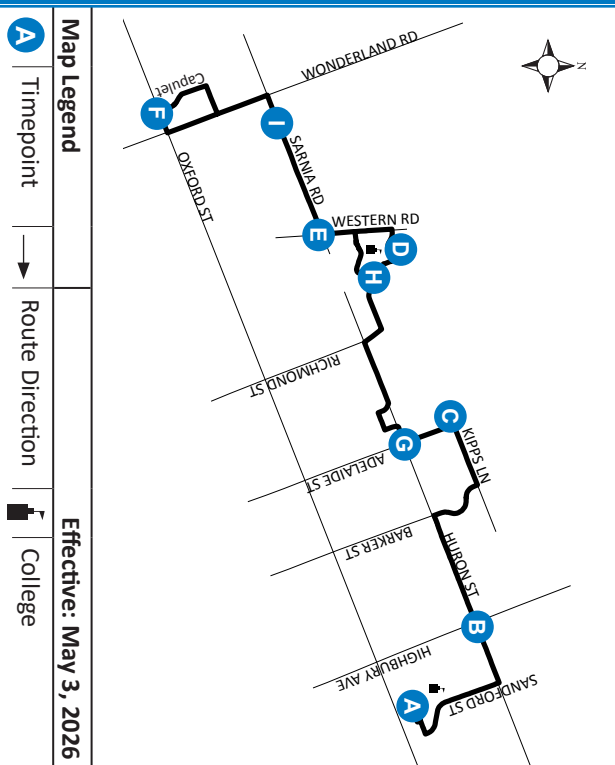 N
WONDERLAND RD
Capulet
F
I
SARNIA RD
OXFORD ST
WESTERN RD
E
D
H
RICHMOND ST
C
KIPPS LN
G
ADELAIDE ST
BARKER ST
HURON ST
B
HIGHBURY AVE
SANDFORD ST
A
Map Legend
Effective: May 3, 2026
A Timepoint
Route Direction
College